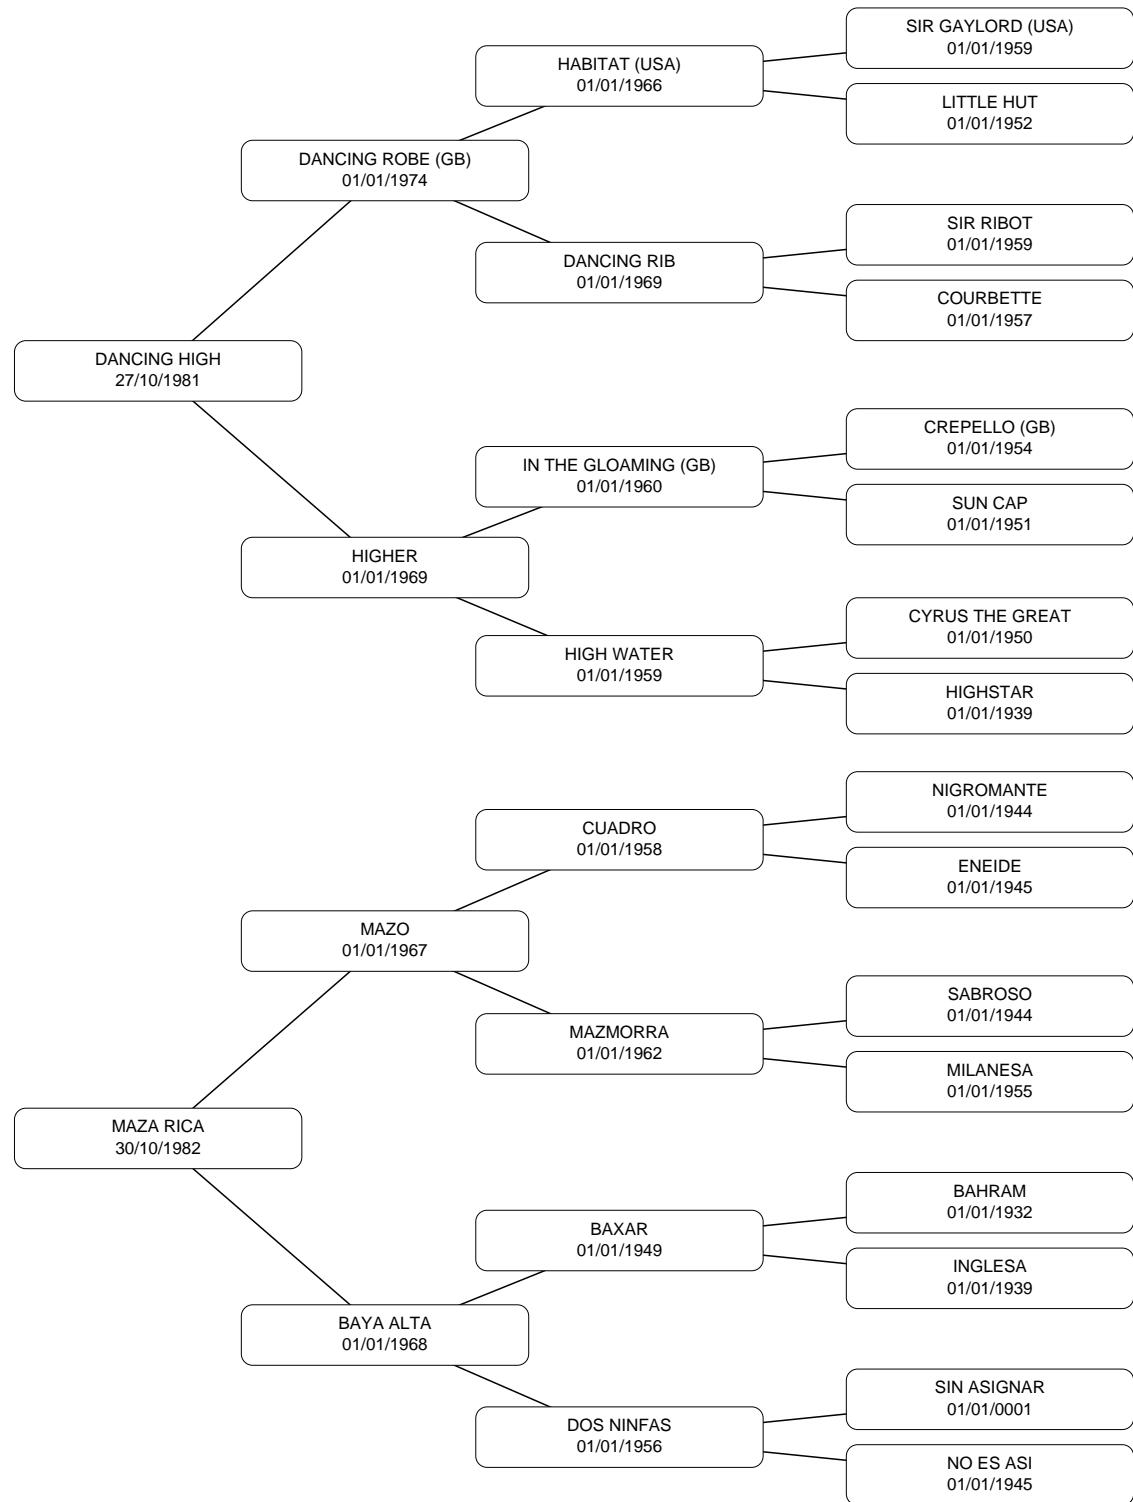 SIR GAYLORD (USA)
01/01/1959
HABITAT (USA)
01/01/1966
LITTLE HUT
01/01/1952
DANCING ROBE (GB)
01/01/1974
SIR RIBOT
01/01/1959
DANCING RIB
01/01/1969
COURBETTE
01/01/1957
DANCING HIGH
27/10/1981
CREPELLO (GB)
01/01/1954
IN THE GLOAMING (GB)
01/01/1960
SUN CAP
01/01/1951
HIGHER
01/01/1969
CYRUS THE GREAT
01/01/1950
HIGH WATER
01/01/1959
HIGHSTAR
01/01/1939
NIGROMANTE
01/01/1944
CUADRO
01/01/1958
ENEIDE
01/01/1945
MAZO
01/01/1967
SABROSO
01/01/1944
MAZMORRA
01/01/1962
MILANESA
01/01/1955
MAZA RICA
30/10/1982
BAHRAM
01/01/1932
BAXAR
01/01/1949
INGLESA
01/01/1939
BAYA ALTA
01/01/1968
SIN ASIGNAR
01/01/0001
DOS NINFAS
01/01/1956
NO ES ASI
01/01/1945